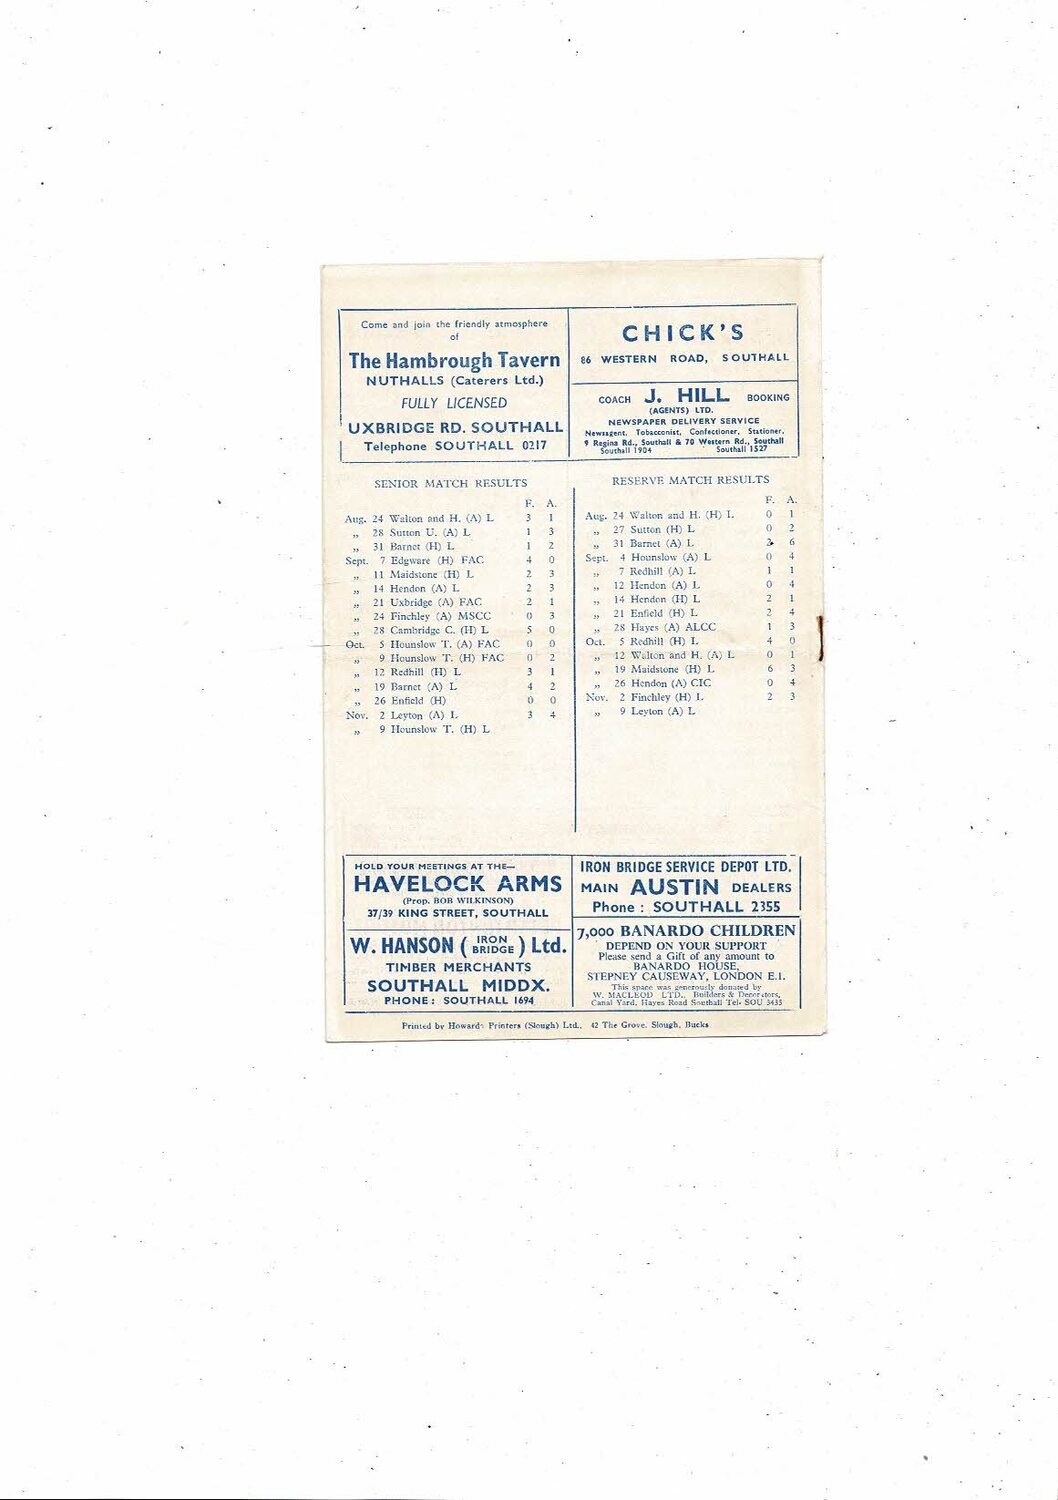 Come and join the friendly atmosphere
of
The Hambrough Tavern
NUTHALLS (Caterers Ltd.)
FULLY LICENSED
UXBRIDGE RD. SOUTHALL
Telephone SOUTHALL 0217
CHICK'S
86 WESTERN ROAD, SOUTHALL
COACH J. HILL BOOKING
(AGENTS) LTD.
NEWSPAPER DELIVERY SERVICE
Newsagent, Tobacconist, Confectioner, Stationer.
9 Regina Rd., Southall & 70 Western Rd., Southall
Southall 1904 Southall 1527
SENIOR MATCH RESULTS
F. A.
Aug. 24 Walton and H. (A) L 3 1
„ 28 Sutton U. (A) L 1 3
„ 31 Barnet (H) L 1 2
Sept. 7 Edgware (H) FAC 4 0
„ 11 Maidstone (H) L 2 3
„ 14 Hendon (A) L 2 3
„ 21 Uxbridge (A) FAC 2 1
„ 24 Finchley (A) MSCC 0 3
„ 28 Cambridge C. (H) L 5 0
Oct. 5 Hounslow T. (A) FAC 0 0
„ 9 Hounslow T. (H) FAC 0 2
„ 12 Redhill (H) L 3 1
„ 19 Barnet (A) L 4 2
„ 26 Enfield (H) 0 0
Nov. 2 Leyton (A) L 3 4
„ 9 Hounslow T. (H) L
RESERVE MATCH RESULTS
F. A.
Aug. 24 Walton and H. (H) L 0 1
„ 27 Sutton (H) L 0 2
„ 31 Barnet (A) L 2 6
Sept. 4 Hounslow (A) L 0 4
„ 7 Redhill (A) L 1 1
„ 12 Hendon (A) L 0 4
„ 14 Hendon (H) L 2 1
„ 21 Enfield (H) L 2 4
„ 28 Hayes (A) ALCC 1 3
Oct. 5 Redhill (H) L 4 0
„ 12 Walton and H. (A) L 0 1
„ 19 Maidstone (H) L 6 3
„ 26 Hendon (A) CIC 0 4
Nov. 2 Finchley (H) L 2 3
„ 9 Leyton (A) L
HOLD YOUR MEETINGS AT THE—
HAVELOCK ARMS
(Prop. BOB WILKINSON)
37/39 KING STREET, SOUTHALL
W. HANSON (IRON BRIDGE) Ltd.
TIMBER MERCHANTS
SOUTHALL MIDDX.
PHONE: SOUTHALL 1694
IRON BRIDGE SERVICE DEPOT LTD.
MAIN AUSTIN DEALERS
Phone: SOUTHALL 2355
7,000 BANARDO CHILDREN
DEPEND ON YOUR SUPPORT
Please send a Gift of any amount to
BANARDO HOUSE,
STEPNEY CAUSEWAY, LONDON E.1.
This space was generously donated by
W. MACLEOD LTD., Builders & Decorators,
Canal Yard, Hayes Road Southall Tel. SOU 3435
Printed by Howards Printers (Slough) Ltd., 42 The Grove, Slough, Bucks